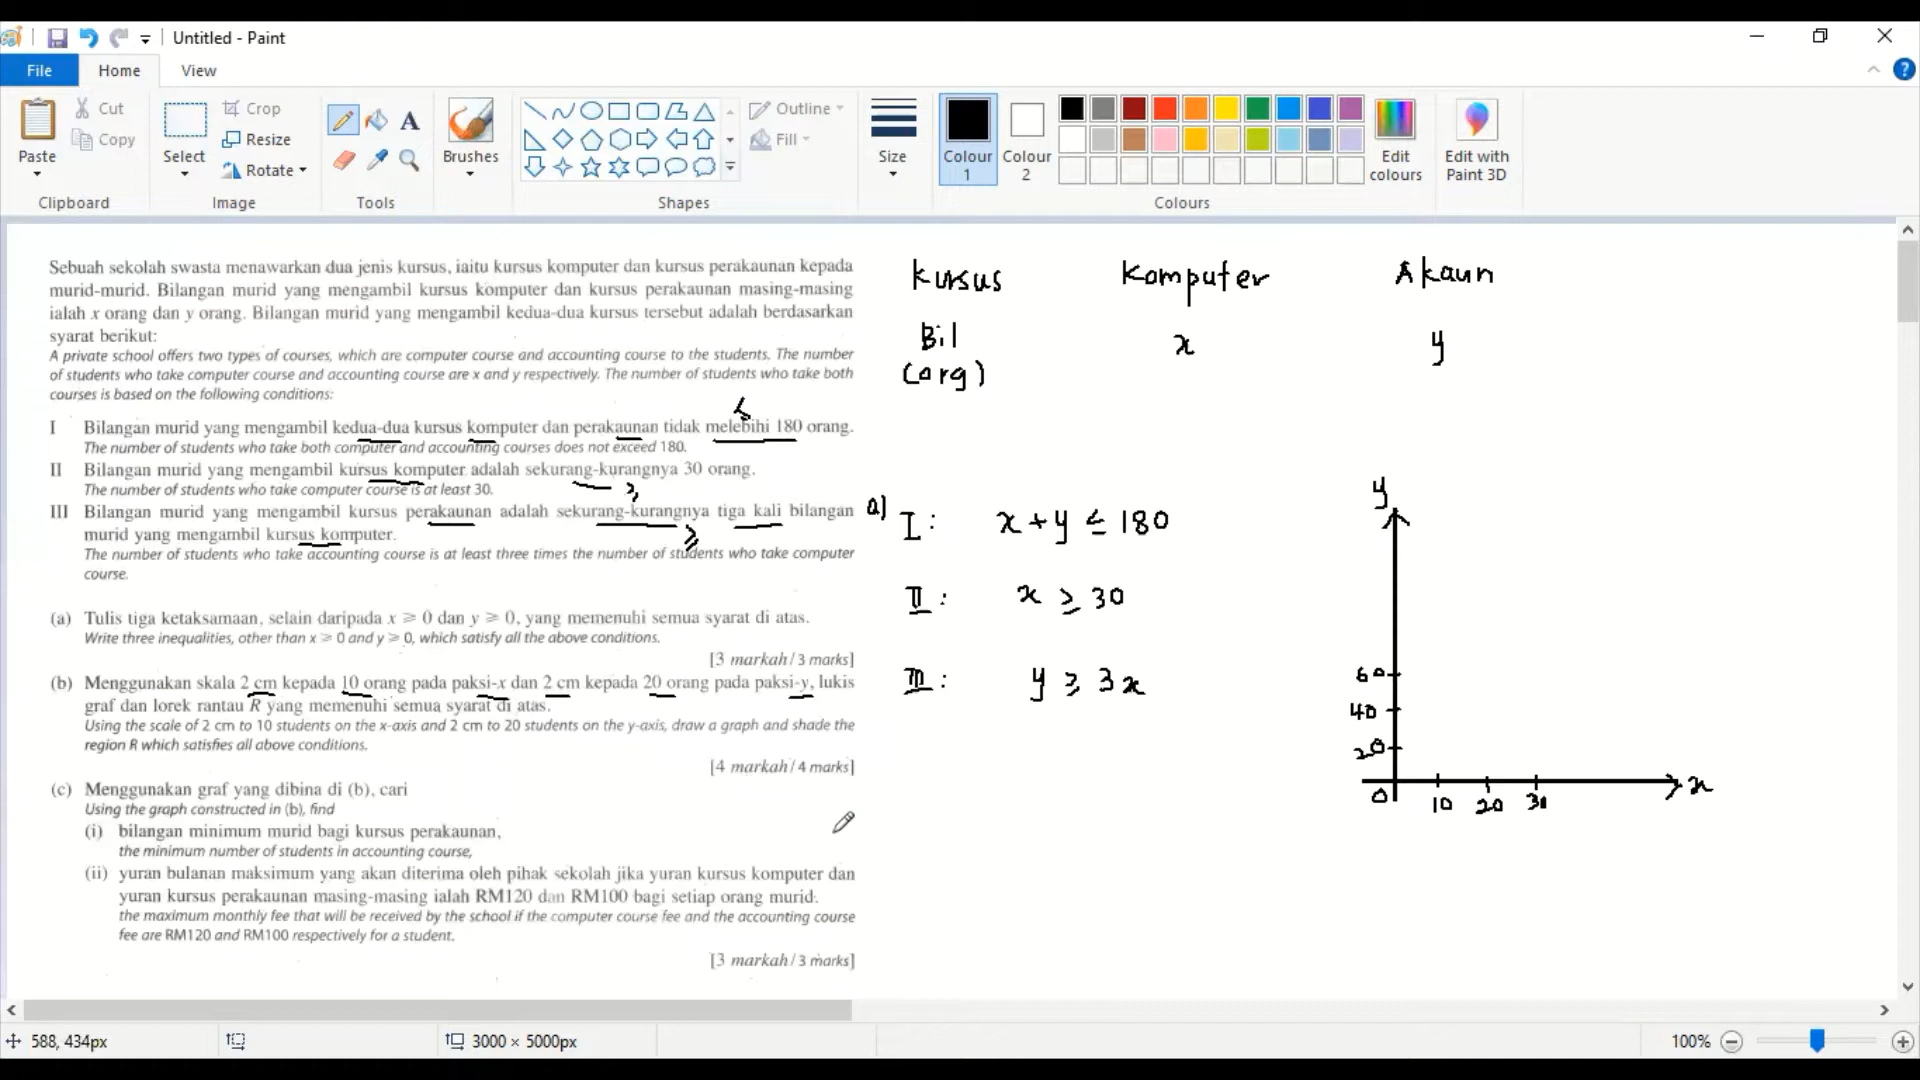 Untitled - Paint
File
Home
View
Paste
Cut
Copy
Clipboard
Select
Crop
Resize
Rotate
Image
Tools
Brushes
Shapes
Outline
Fill
Size
Colour 1
Colour 2
Edit colours
Edit with Paint 3D
Colours
Sebuah sekolah swasta menawarkan dua jenis kursus, iaitu kursus komputer dan kursus perakaunan kepada
murid-murid. Bilangan murid yang mengambil kursus komputer dan kursus perakaunan masing-masing
ialah x orang dan y orang. Bilangan murid yang mengambil kedua-dua kursus tersebut adalah berdasarkan
syarat berikut:
A private school offers two types of courses, which are computer course and accounting course to the students. The number
of students who take computer course and accounting course are x and y respectively. The number of students who take both
courses is based on the following conditions:
≤
I Bilangan murid yang mengambil kedua-dua kursus komputer dan perakaunan tidak melebihi 180 orang.
The number of students who take both computer and accounting courses does not exceed 180.
II Bilangan murid yang mengambil kursus komputer adalah sekurang-kurangnya 30 orang.
The number of students who take computer course is at least 30.
≥
III Bilangan murid yang mengambil kursus perakaunan adalah sekurang-kurangnya tiga kali bilangan
murid yang mengambil kursus komputer.
≥
The number of students who take accounting course is at least three times the number of students who take computer
course.
(a) Tulis tiga ketaksamaan, selain daripada x ≥ 0 dan y ≥ 0, yang memenuhi semua syarat di atas.
Write three inequalities, other than x ≥ 0 and y ≥ 0, which satisfy all the above conditions.
[3 markah / 3 marks]
(b) Menggunakan skala 2 cm kepada 10 orang pada paksi-x dan 2 cm kepada 20 orang pada paksi-y, lukis
graf dan lorek rantau R yang memenuhi semua syarat di atas.
Using the scale of 2 cm to 10 students on the x-axis and 2 cm to 20 students on the y-axis, draw a graph and shade the
region R which satisfies all above conditions.
[4 markah / 4 marks]
(c) Menggunakan graf yang dibina di (b), cari
Using the graph constructed in (b), find
(i) bilangan minimum murid bagi kursus perakaunan,
the minimum number of students in accounting course,
(ii) yuran bulanan maksimum yang akan diterima oleh pihak sekolah jika yuran kursus komputer dan
yuran kursus perakaunan masing-masing ialah RM120 dan RM100 bagi setiap orang murid.
the maximum monthly fee that will be received by the school if the computer course fee and the accounting course
fee are RM120 and RM100 respectively for a student.
[3 markah / 3 marks]
Kursus Komputer Akaun
Bil x y
(org)
a) I : x + y ≤ 180
II : x ≥ 30
III : y ≥ 3x
y
60
40
20
0 10 20 30 x
588, 434px
3000 × 5000px
100%